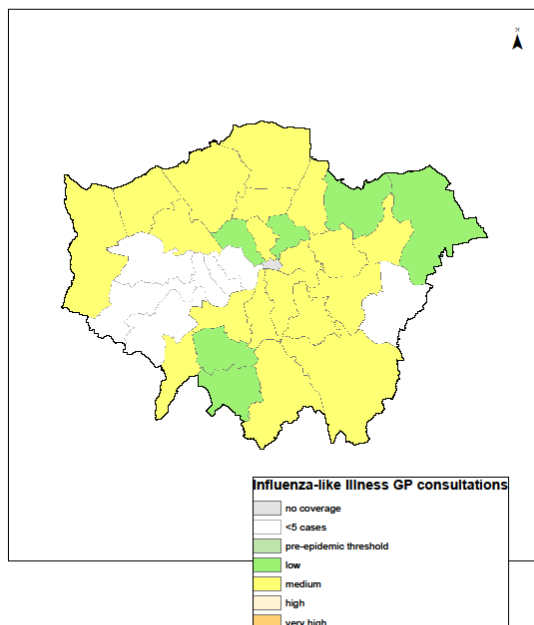 N
Influenza-like Illness GP consultations
no coverage
<5 cases
pre-epidemic threshold
low
medium
high
very high